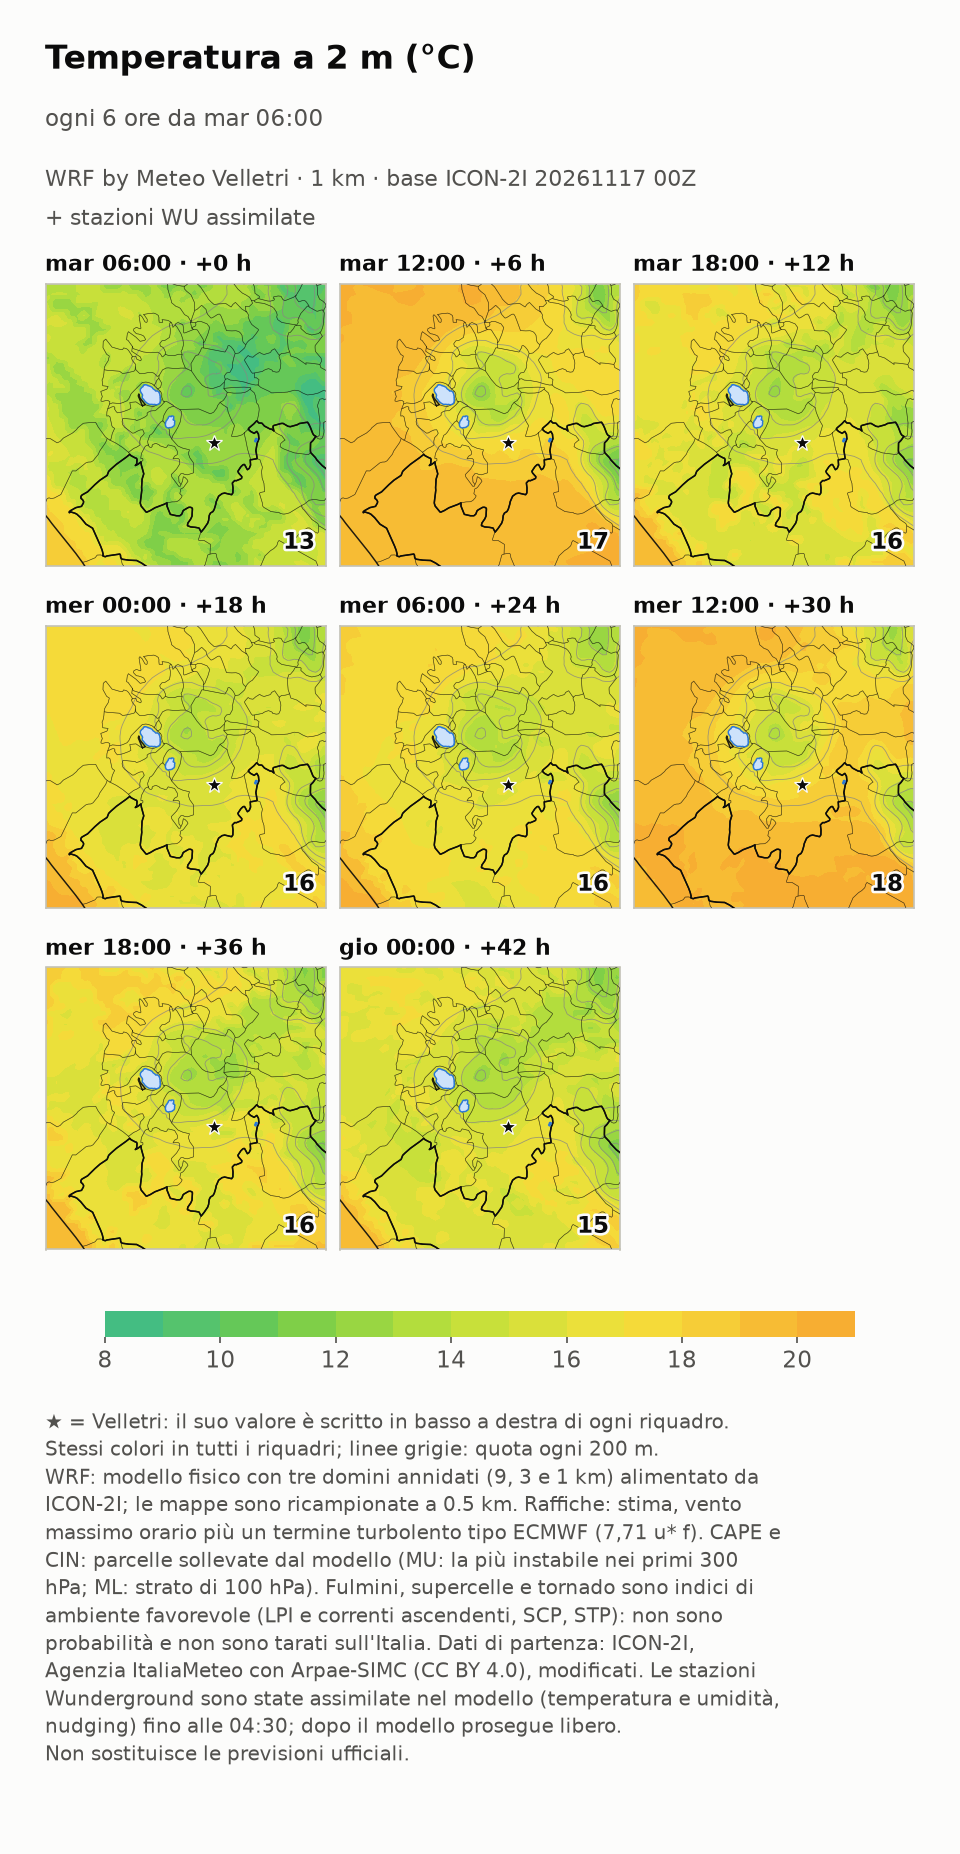 Temperatura a 2 m (°C)
ogni 6 ore da mar 06:00
WRF by Meteo Velletri · 1 km · base ICON-2I 20261117 00Z
+ stazioni WU assimilate
mar 06:00 · +0 h
mar 12:00 · +6 h
mar 18:00 · +12 h
13
17
16
mer 00:00 · +18 h
mer 06:00 · +24 h
mer 12:00 · +30 h
16
16
18
mer 18:00 · +36 h
gio 00:00 · +42 h
16
15
8 10 12 14 16 18 20
★ = Velletri: il suo valore è scritto in basso a destra di ogni riquadro.
Stessi colori in tutti i riquadri; linee grigie: quota ogni 200 m.
WRF: modello fisico con tre domini annidati (9, 3 e 1 km) alimentato da
ICON-2I; le mappe sono ricampionate a 0.5 km. Raffiche: stima, vento
massimo orario più un termine turbolento tipo ECMWF (7,71 u* f). CAPE e
CIN: parcelle sollevate dal modello (MU: la più instabile nei primi 300
hPa; ML: strato di 100 hPa). Fulmini, supercelle e tornado sono indici di
ambiente favorevole (LPI e correnti ascendenti, SCP, STP): non sono
probabilità e non sono tarati sull'Italia. Dati di partenza: ICON-2I,
Agenzia ItaliaMeteo con Arpae-SIMC (CC BY 4.0), modificati. Le stazioni
Wunderground sono state assimilate nel modello (temperatura e umidità,
nudging) fino alle 04:30; dopo il modello prosegue libero.
Non sostituisce le previsioni ufficiali.